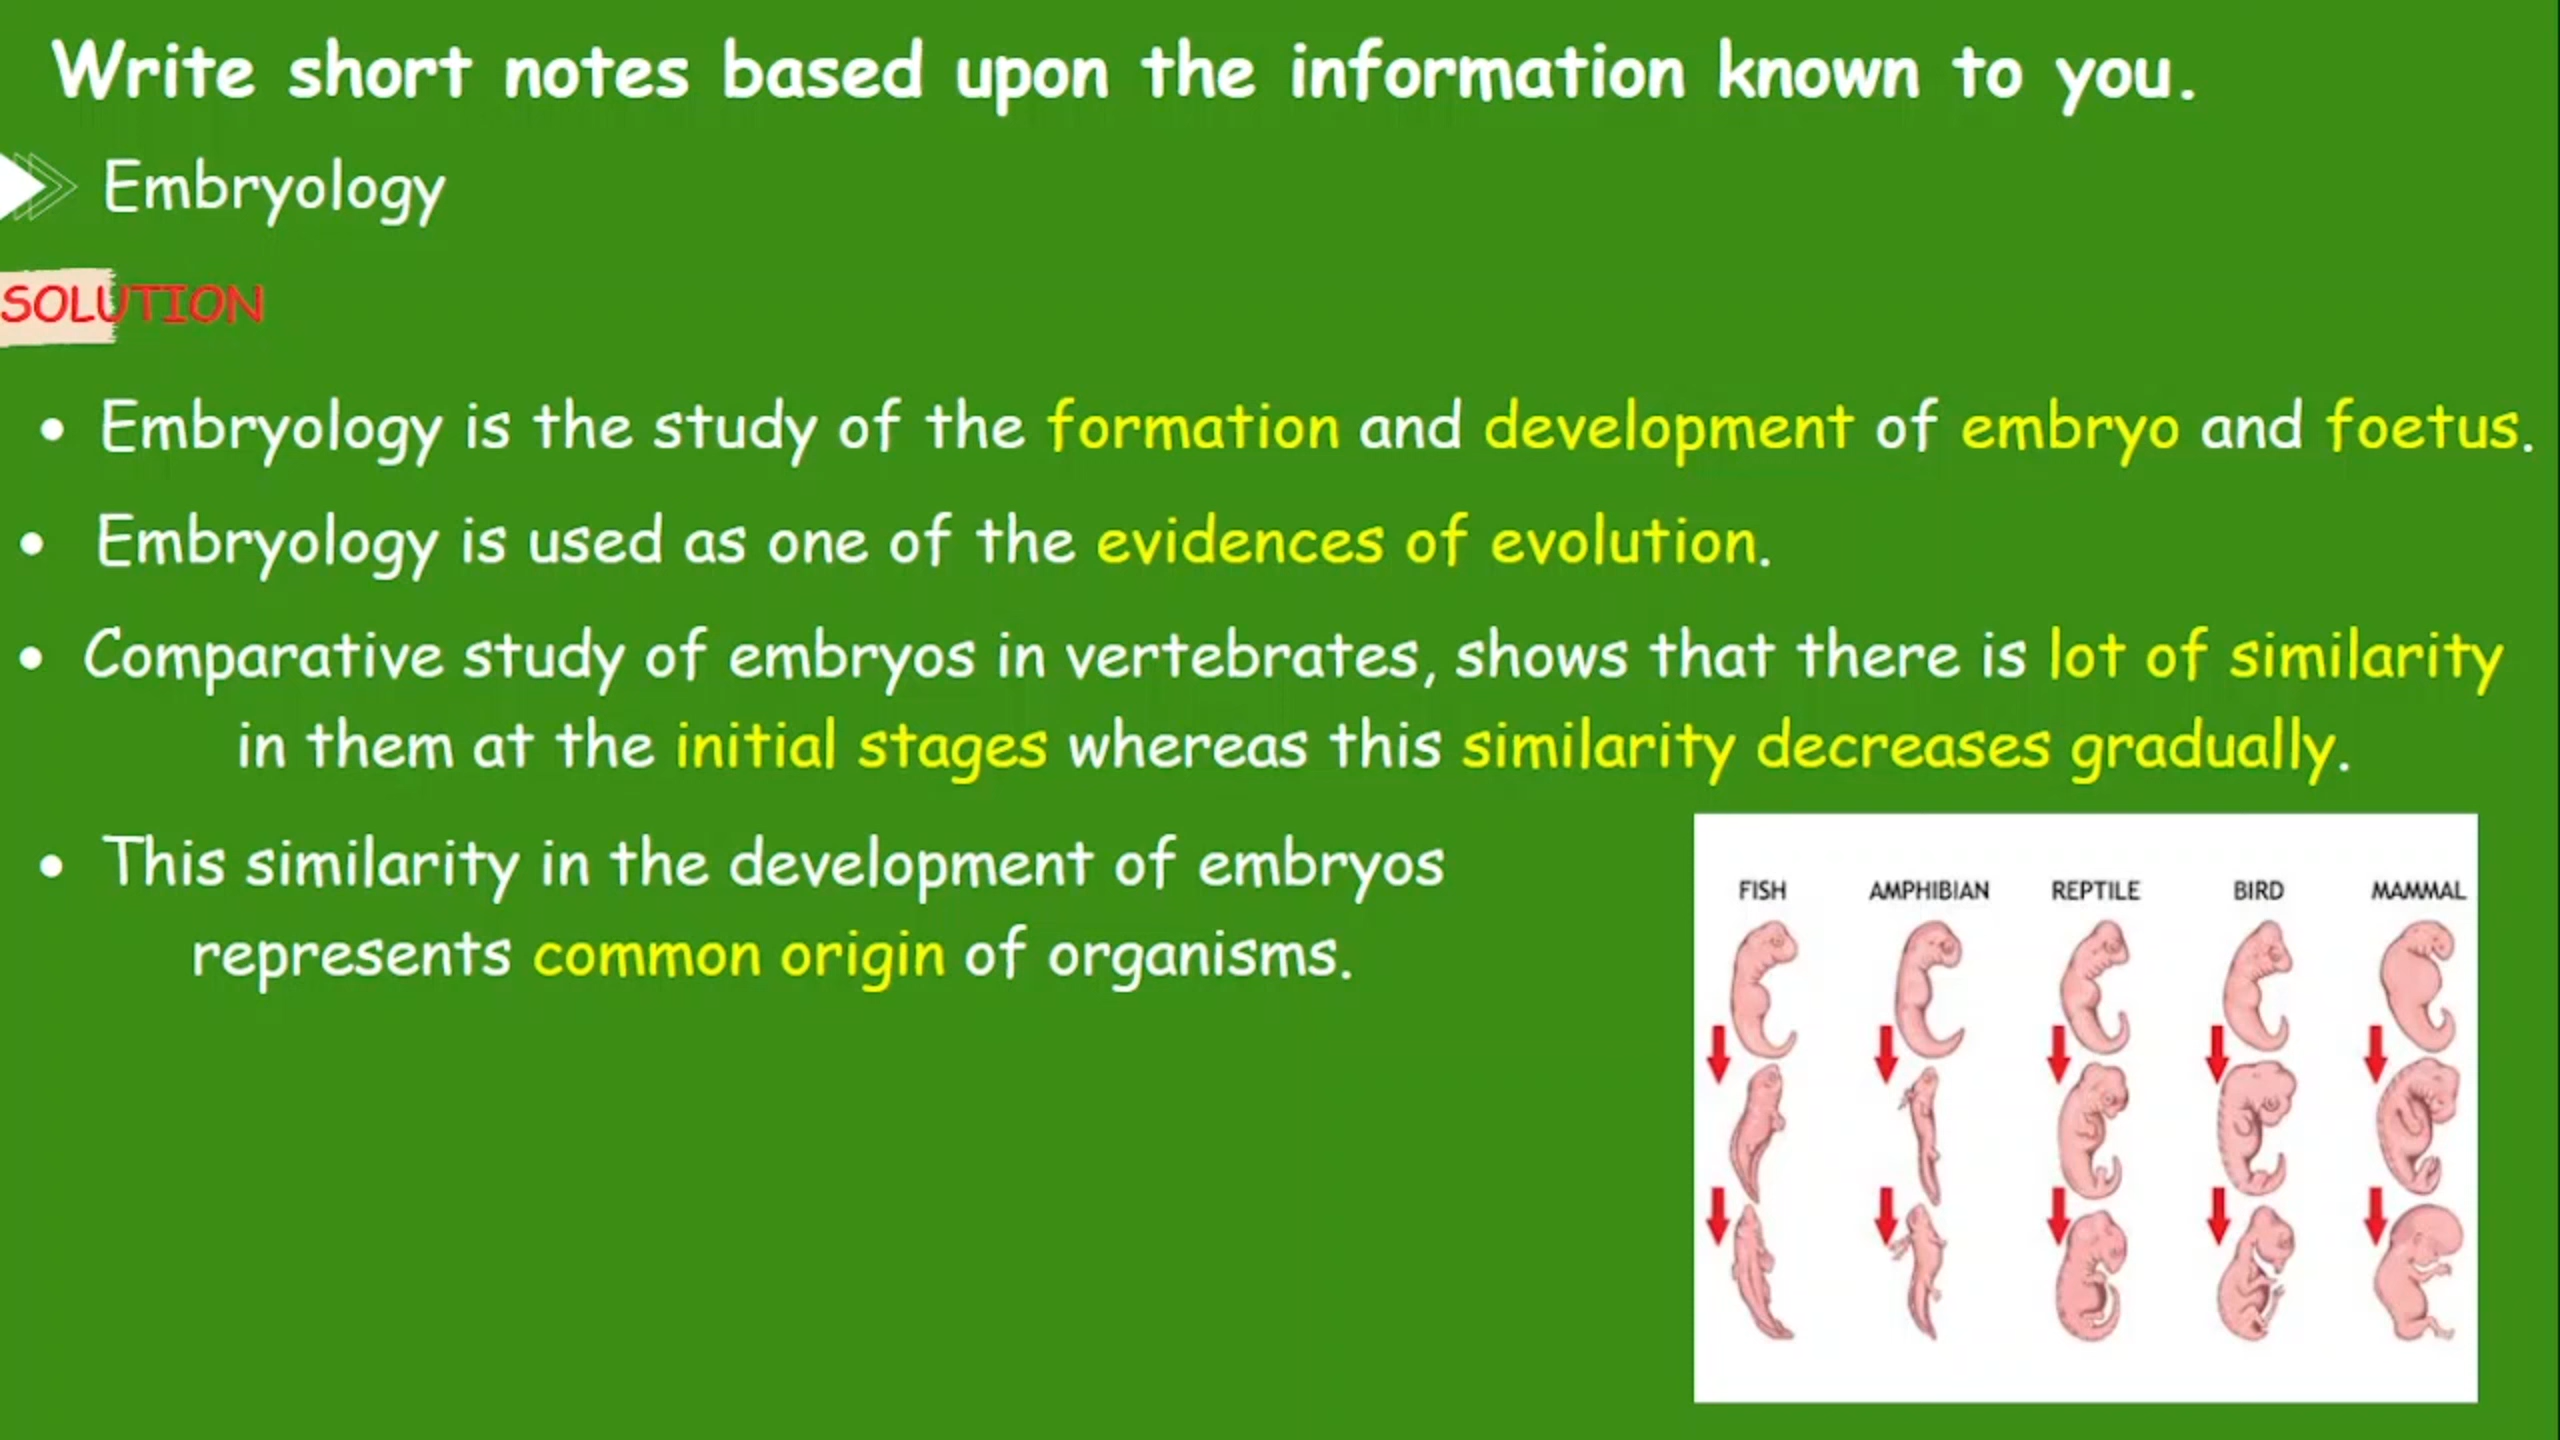 Write short notes based upon the information known to you.
Embryology
SOLUTION
• Embryology is the study of the formation and development of embryo and foetus.
• Embryology is used as one of the evidences of evolution.
• Comparative study of embryos in vertebrates, shows that there is lot of similarity
in them at the initial stages whereas this similarity decreases gradually.
• This similarity in the development of embryos
represents common origin of organisms.
FISH AMPHIBIAN REPTILE BIRD MAMMAL